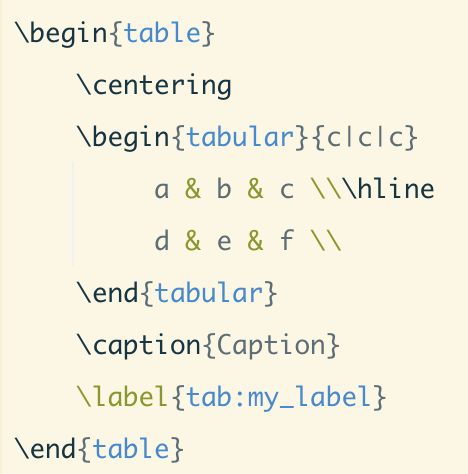 \begin{table}
    \centering
    \begin{tabular}{c|c|c}
         a & b & c \\\hline
         d & e & f \\
    \end{tabular}
    \caption{Caption}
    \label{tab:my_label}
\end{table}